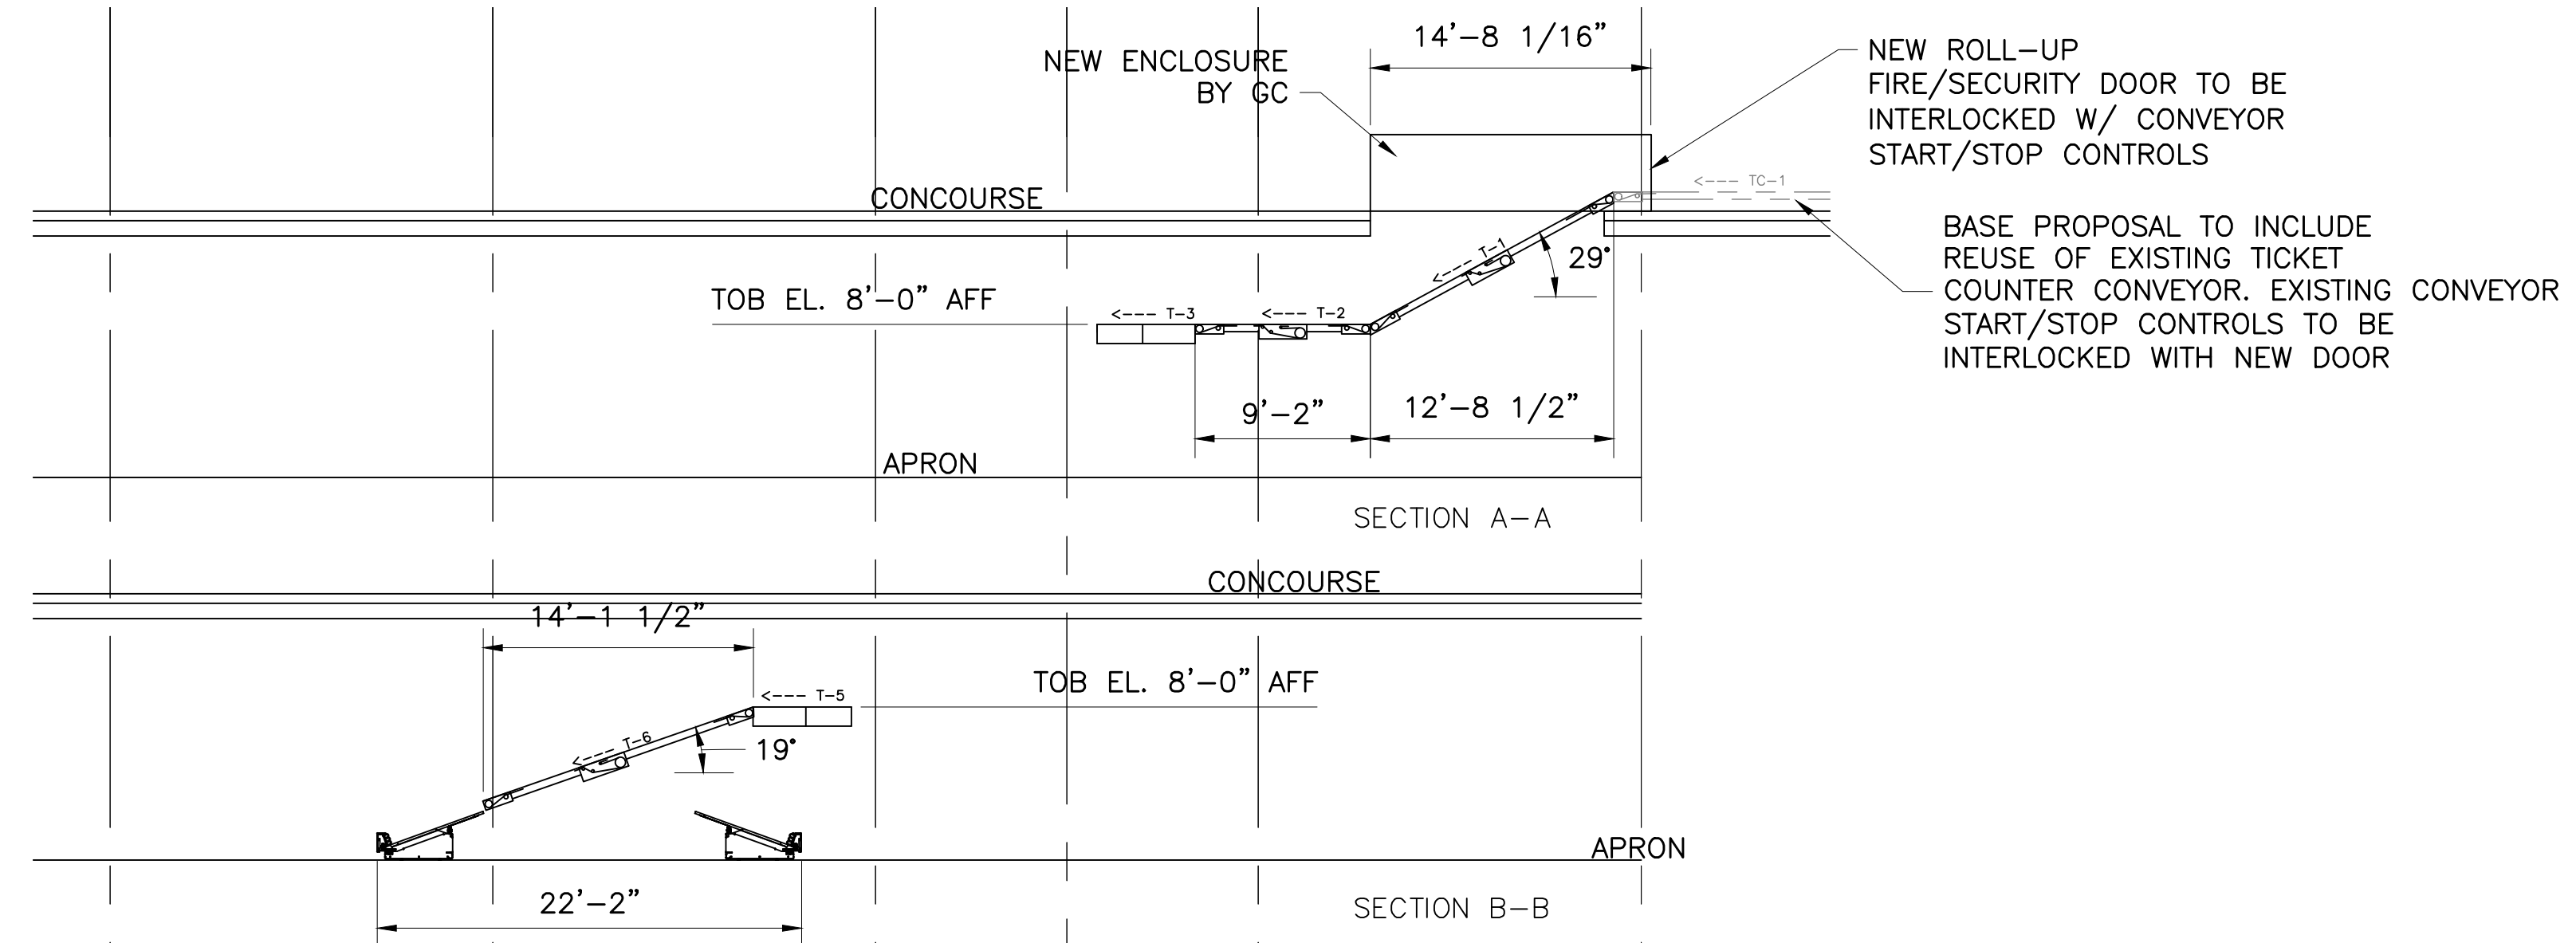 14'-8 1/16"
NEW ENCLOSURE
BY GC
NEW ROLL-UP
FIRE/SECURITY DOOR TO BE
INTERLOCKED W/ CONVEYOR
START/STOP CONTROLS
CONCOURSE
<--- TC-1
BASE PROPOSAL TO INCLUDE
REUSE OF EXISTING TICKET
COUNTER CONVEYOR. EXISTING CONVEYOR
START/STOP CONTROLS TO BE
INTERLOCKED WITH NEW DOOR
<--- T-1
29°
TOB EL. 8'-0" AFF
<--- T-3
<--- T-2
9'-2"
12'-8 1/2"
APRON
SECTION A-A
CONCOURSE
14'-1 1/2"
TOB EL. 8'-0" AFF
<--- T-5
<--- T-6
19°
APRON
22'-2"
SECTION B-B